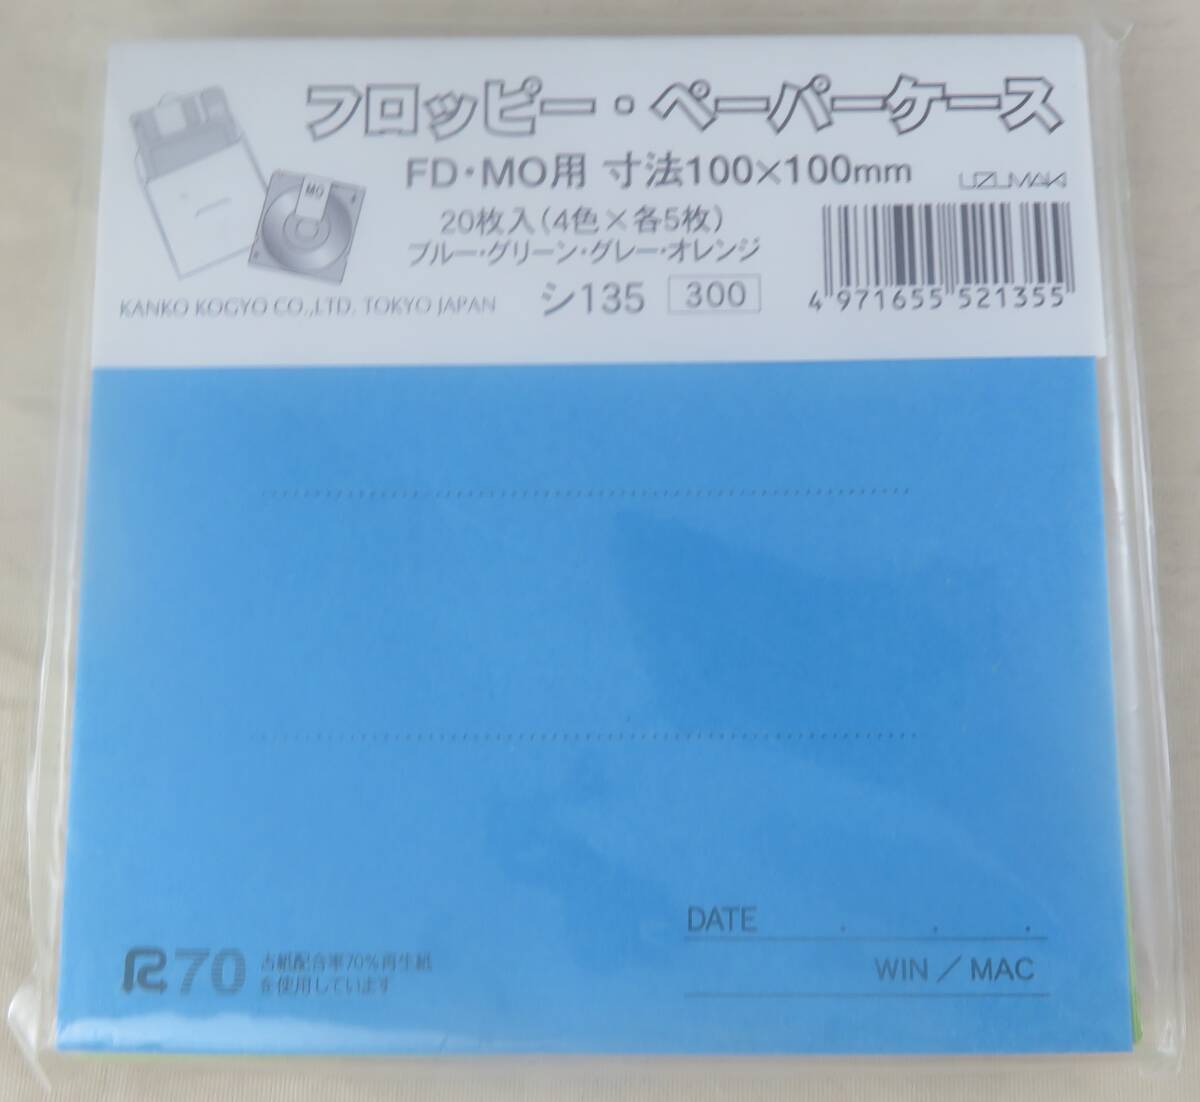 フロッピー・ペーパーケース
FD・MO用 寸法100×100mm
UZUMAKI
MO
20枚入(4色×各5枚)
ブルー・グリーン・グレー・オレンジ
KANKO KOGYO CO.,LTD. TOKYO JAPAN
シ135 300
4 971655 521355
DATE . . .
WIN / MAC
R70 古紙配合率70%再生紙
を使用しています